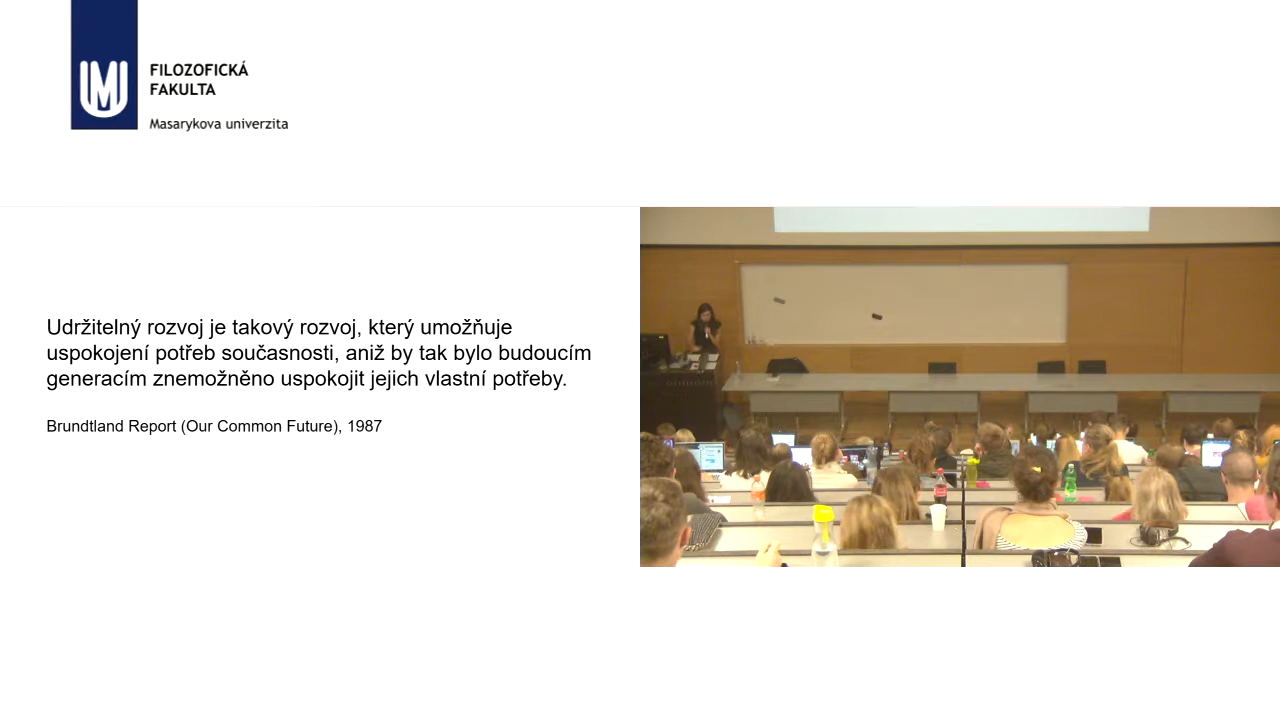 FILOZOFICKÁ
FAKULTA
Masarykova univerzita
Udržitelný rozvoj je takový rozvoj, který umožňuje
uspokojení potřeb současnosti, aniž by tak bylo budoucím
generacím znemožněno uspokojit jejich vlastní potřeby.
Brundtland Report (Our Common Future), 1987